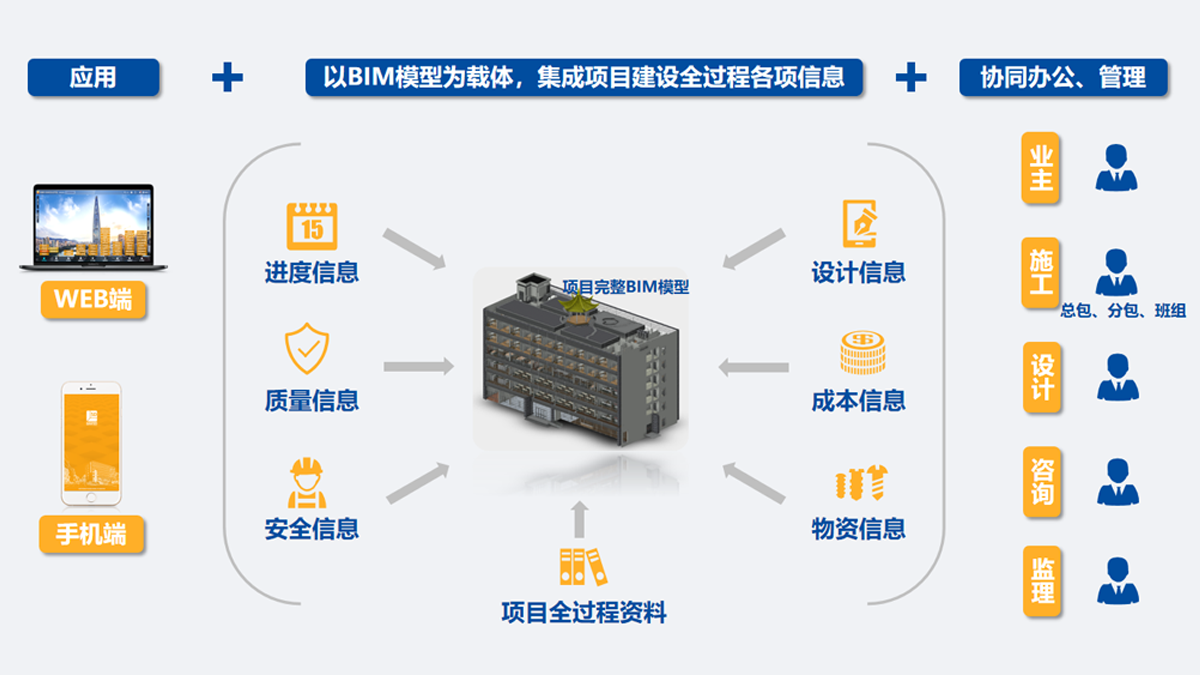 应用
以BIM模型为载体，集成项目建设全过程各项信息
协同办公、管理
WEB端
手机端
15
进度信息
质量信息
安全信息
项目完整BIM模型
项目全过程资料
设计信息
成本信息
物资信息
业主
施工
总包、分包、班组
设计
咨询
监理